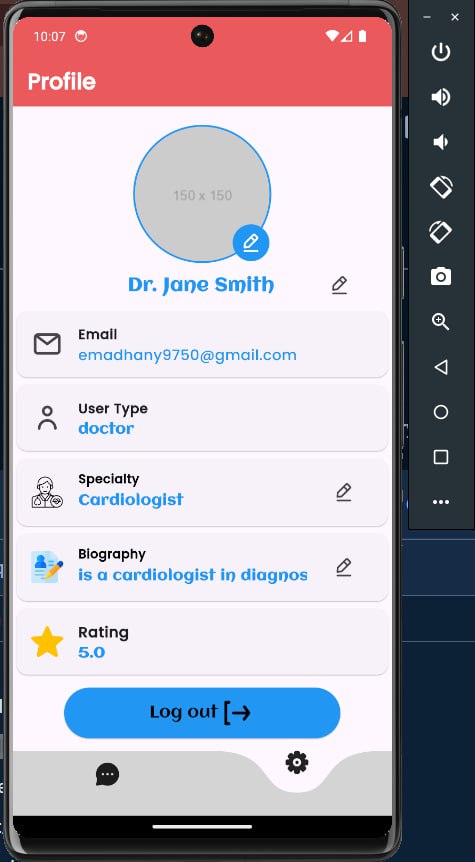 10:07
Profile
150 x 150
Dr. Jane Smith
Email
emadhany9750@gmail.com
User Type
doctor
Specialty
Cardiologist
Biography
is a cardiologist in diagnos
Rating
5.0
Log out